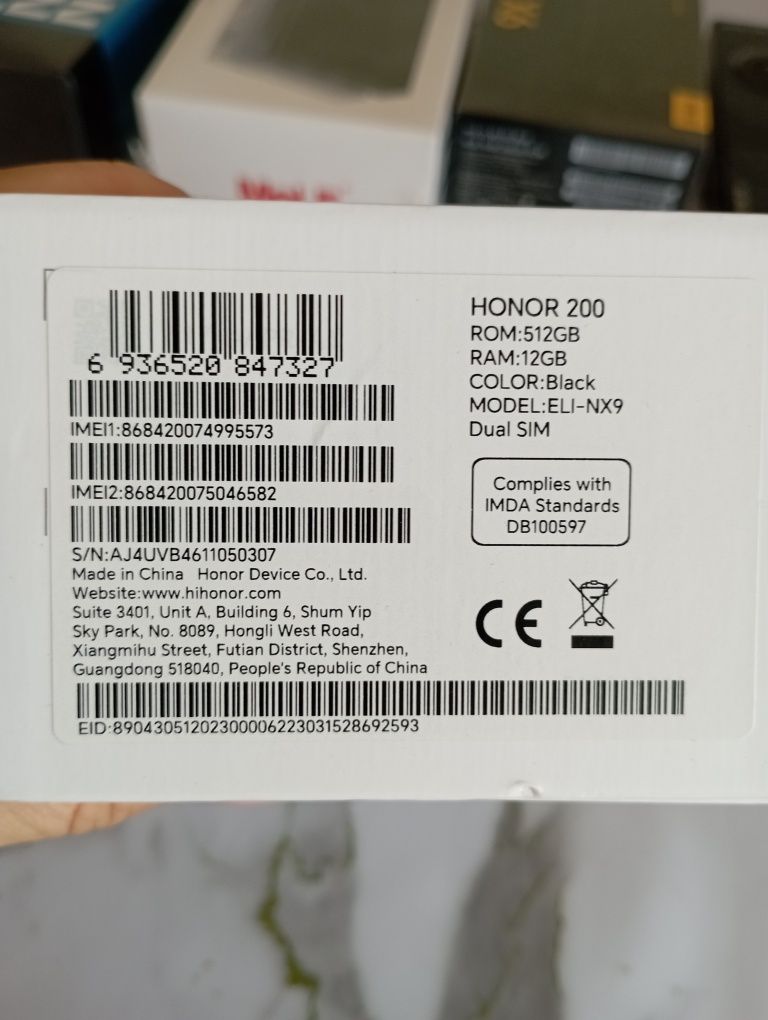 6 936520 847327
IMEI1:868420074995573
IMEI2:868420075046582
S/N:AJ4UVB4611050307
Made in China Honor Device Co., Ltd.
Website:www.hihonor.com
Suite 3401, Unit A, Building 6, Shum Yip
Sky Park, No. 8089, Hongli West Road,
Xiangmihu Street, Futian District, Shenzhen,
Guangdong 518040, People's Republic of China
EID:89043051202300006223031528692593
HONOR 200
ROM:512GB
RAM:12GB
COLOR:Black
MODEL:ELI-NX9
Dual SIM
Complies with
IMDA Standards
DB100597
CE